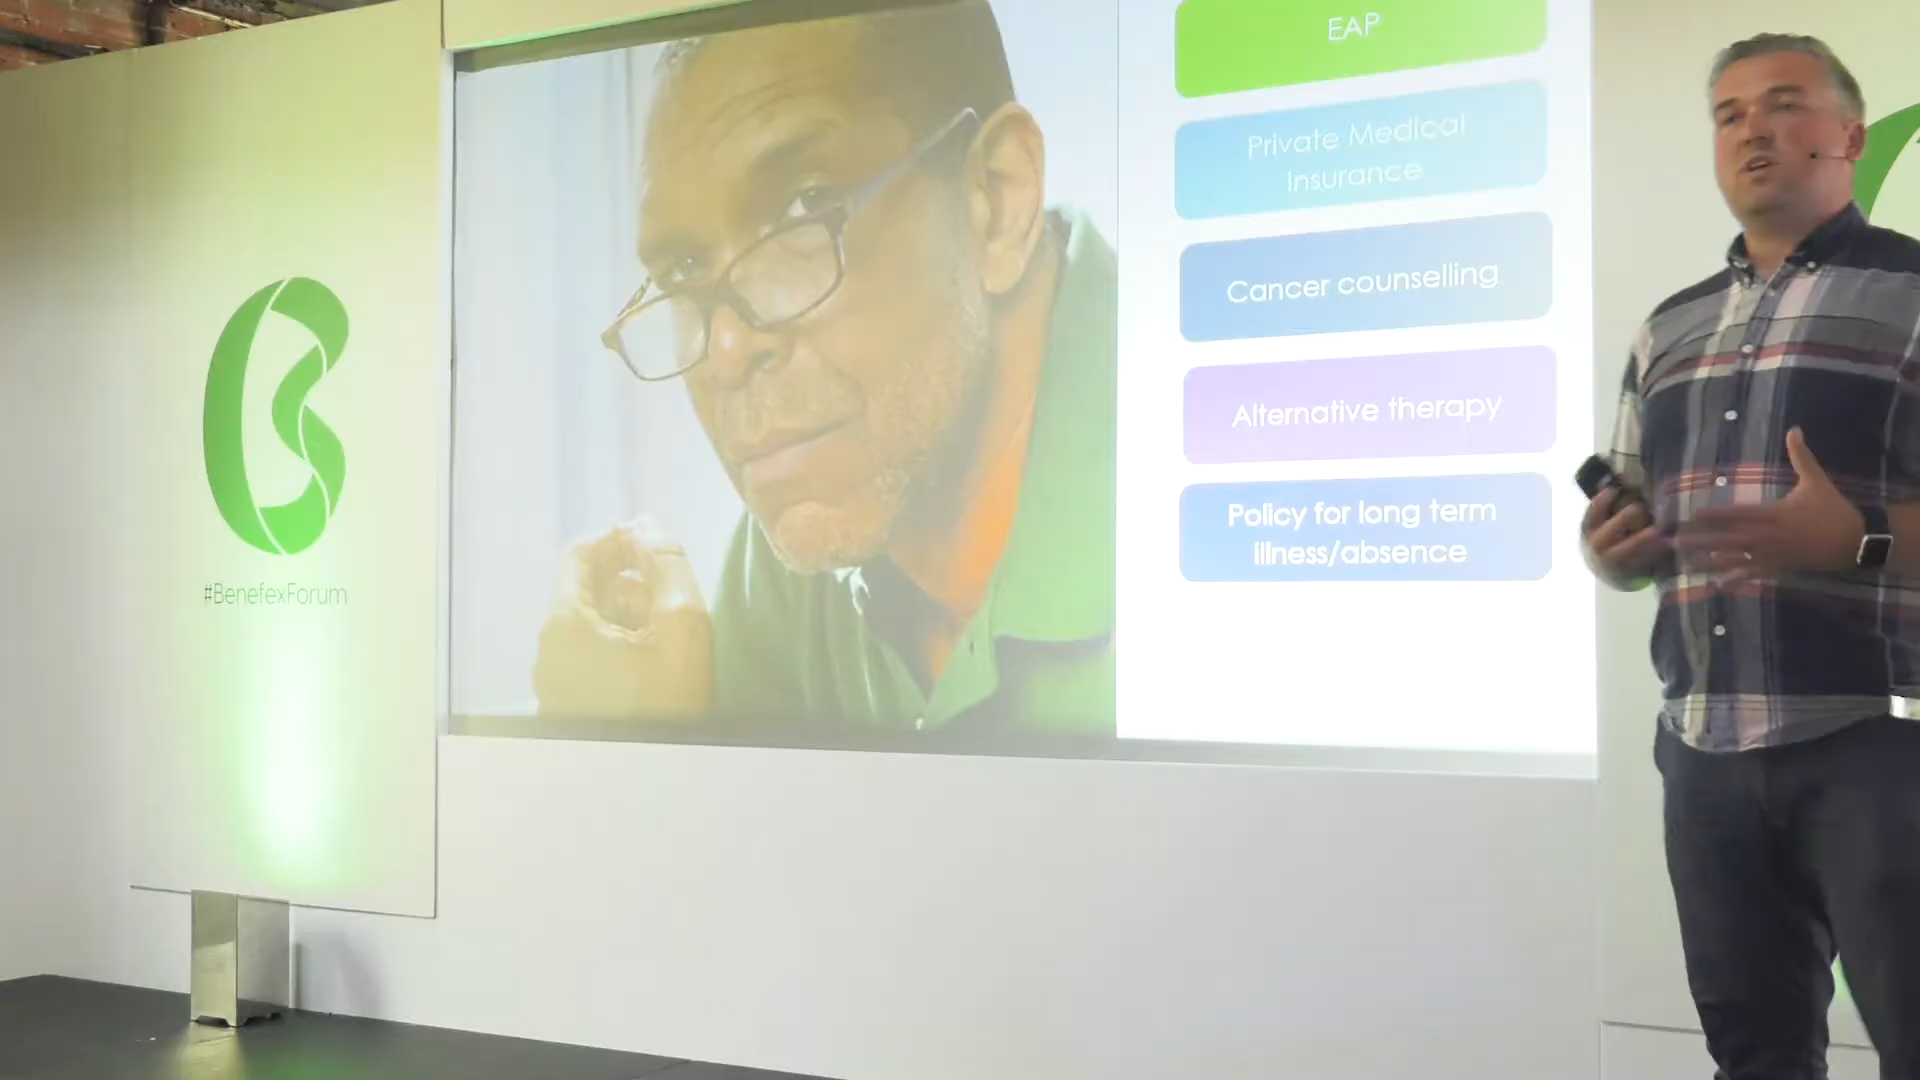 EAP
Private Medical
Insurance
Cancer counselling
Alternative therapy
Policy for long term
illness/absence
#BenefexForum